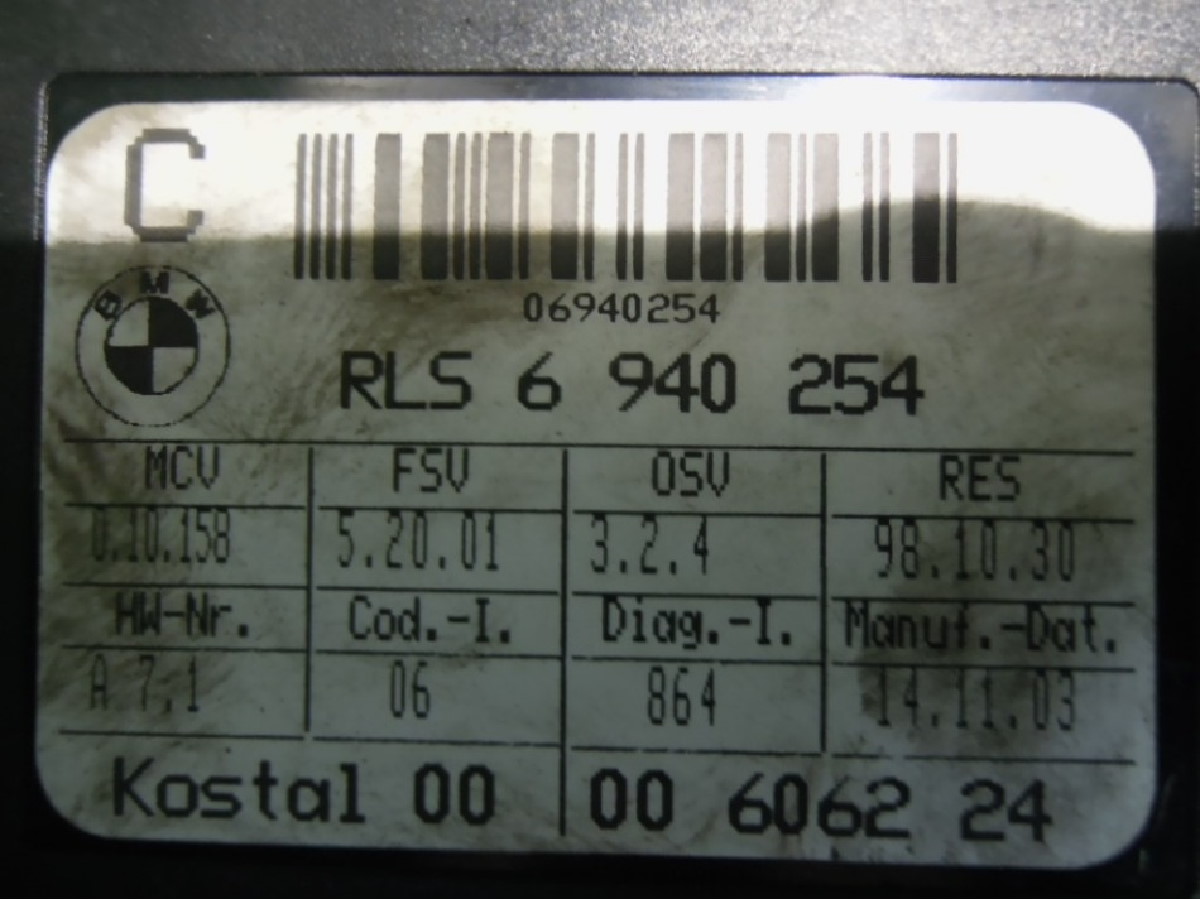 C
BMW
06940254
RLS 6 940 254
MCV FSV OSV RES
0.10.158 5.20.01 3.2.4 98.10.30
HW-Nr. Cod.-I. Diag.-I. Manuf.-Dat.
A 7.1 06 864 14.11.03
Kostal 00 00 6062 24